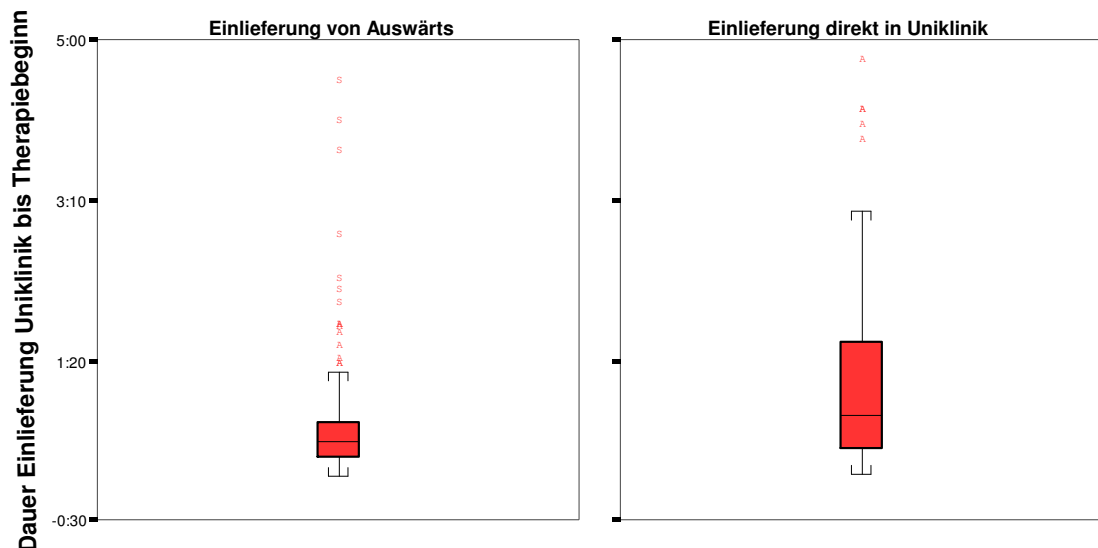 Einlieferung von Auswärts
Einlieferung direkt in Uniklinik
Dauer Einlieferung Uniklinik bis Therapiebeginn
5:00
3:10
1:20
-0:30
S
S
S
S
S
S
S
A
A
A
A
A
A
A
A
A
A